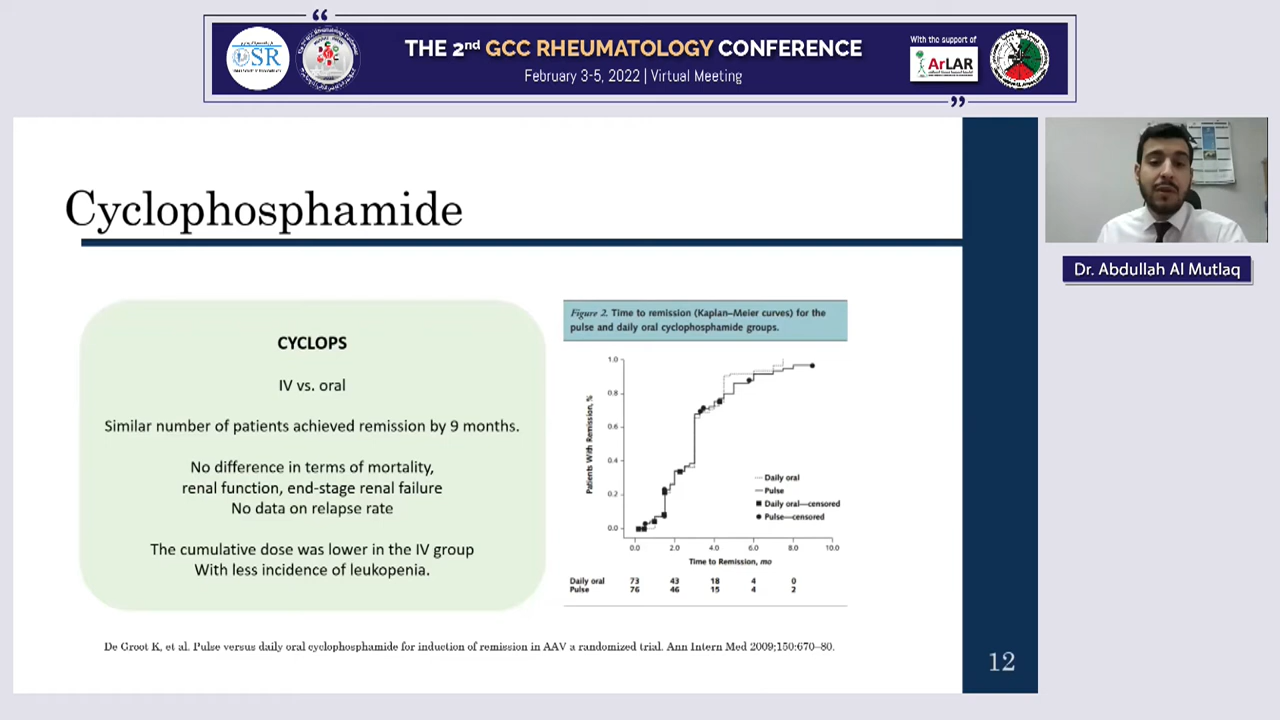 “
THE 2nd GCC RHEUMATOLOGY CONFERENCE
February 3-5, 2022 | Virtual Meeting
”
OSR
With the support of
ArLAR
Cyclophosphamide
CYCLOPS
IV vs. oral
Similar number of patients achieved remission by 9 months.
No difference in terms of mortality,
renal function, end-stage renal failure
No data on relapse rate
The cumulative dose was lower in the IV group
With less incidence of leukopenia.
Figure 2. Time to remission (Kaplan–Meier curves) for the
pulse and daily oral cyclophosphamide groups.
Patients With Remission, %
1.0
0.8
0.6
0.4
0.2
0.0
Daily oral
Pulse
Daily oral—censored
Pulse—censored
0.0 2.0 4.0 6.0 8.0 10.0
Time to Remission, mo
Daily oral 73 43 18 4 0
Pulse 76 46 15 4 2
De Groot K, et al. Pulse versus daily oral cyclophosphamide for induction of remission in AAV a randomized trial. Ann Intern Med 2009;150:670–80.
12
Dr. Abdullah Al Mutlaq